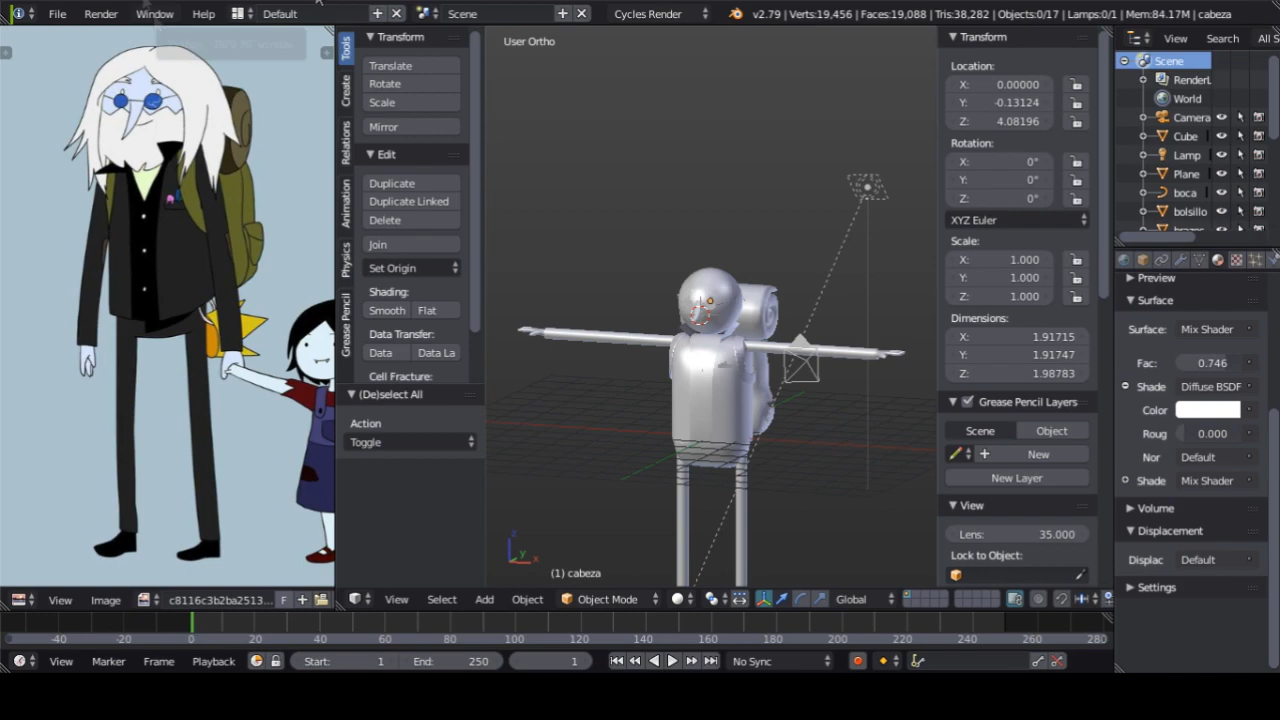 File Render Window Help Default Scene Cycles Render v2.79 | Verts:19,456 | Faces:19,088 | Tris:38,282 | Objects:0/17 | Lamps:0/1 | Mem:84.17M | cabeza
Tools
Create
Relations
Animation
Physics
Grease Pencil
Transform
Translate
Rotate
Scale
Mirror
Edit
Duplicate
Duplicate Linked
Delete
Join
Set Origin
Shading:
Smooth Flat
Data Transfer:
Data Data La
Cell Fracture:
(De)select All
Action
Toggle
User Ortho
(1) cabeza
Transform
Location:
X: 0.00000
Y: -0.13124
Z: 4.08196
Rotation:
X: 0°
Y: 0°
Z: 0°
XYZ Euler
Scale:
X: 1.000
Y: 1.000
Z: 1.000
Dimensions:
X: 1.91715
Y: 1.91747
Z: 1.98783
Grease Pencil Layers
Scene Object
New
New Layer
View
Lens: 35.000
Lock to Object:
View Search All S
Scene
RenderL
World
Camera
Cube
Lamp
Plane
boca
bolsillo
Preview
Surface
Surface: Mix Shader
Fac: 0.746
Shade Diffuse BSDF
Color
Roug 0.000
Nor Default
Shade Mix Shader
Volume
Displacement
Displac Default
Settings
View Image c8116c3b2ba2513... F
View Select Add Object Object Mode Global
-40 -20 0 20 40 60 80 100 120 140 160 180 200 220 240 260 280
View Marker Frame Playback Start: 1 End: 250 1 No Sync